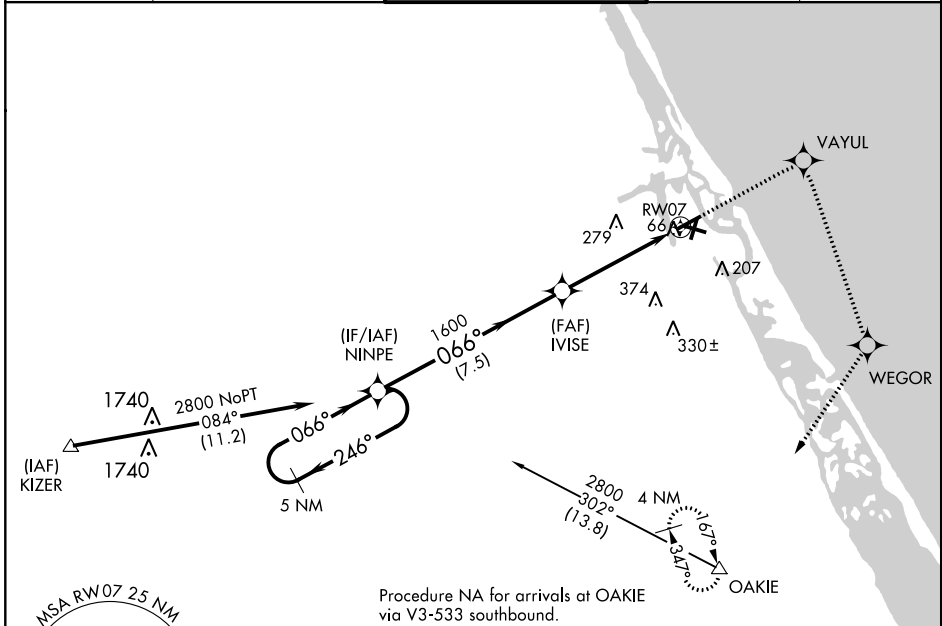 VAYUL
RW07
66
279
207
374
330±
(FAF)
IVISE
(IF/IAF)
NINPE
1600
066°
(7.5)
WEGOR
1740
1740
2800 NoPT
084°
(11.2)
(IAF)
KIZER
066°
246°
5 NM
2800
302°
(13.8)
4 NM
167°
347°
OAKIE
MSA RW07 25 NM
Procedure NA for arrivals at OAKIE
via V3-533 southbound.